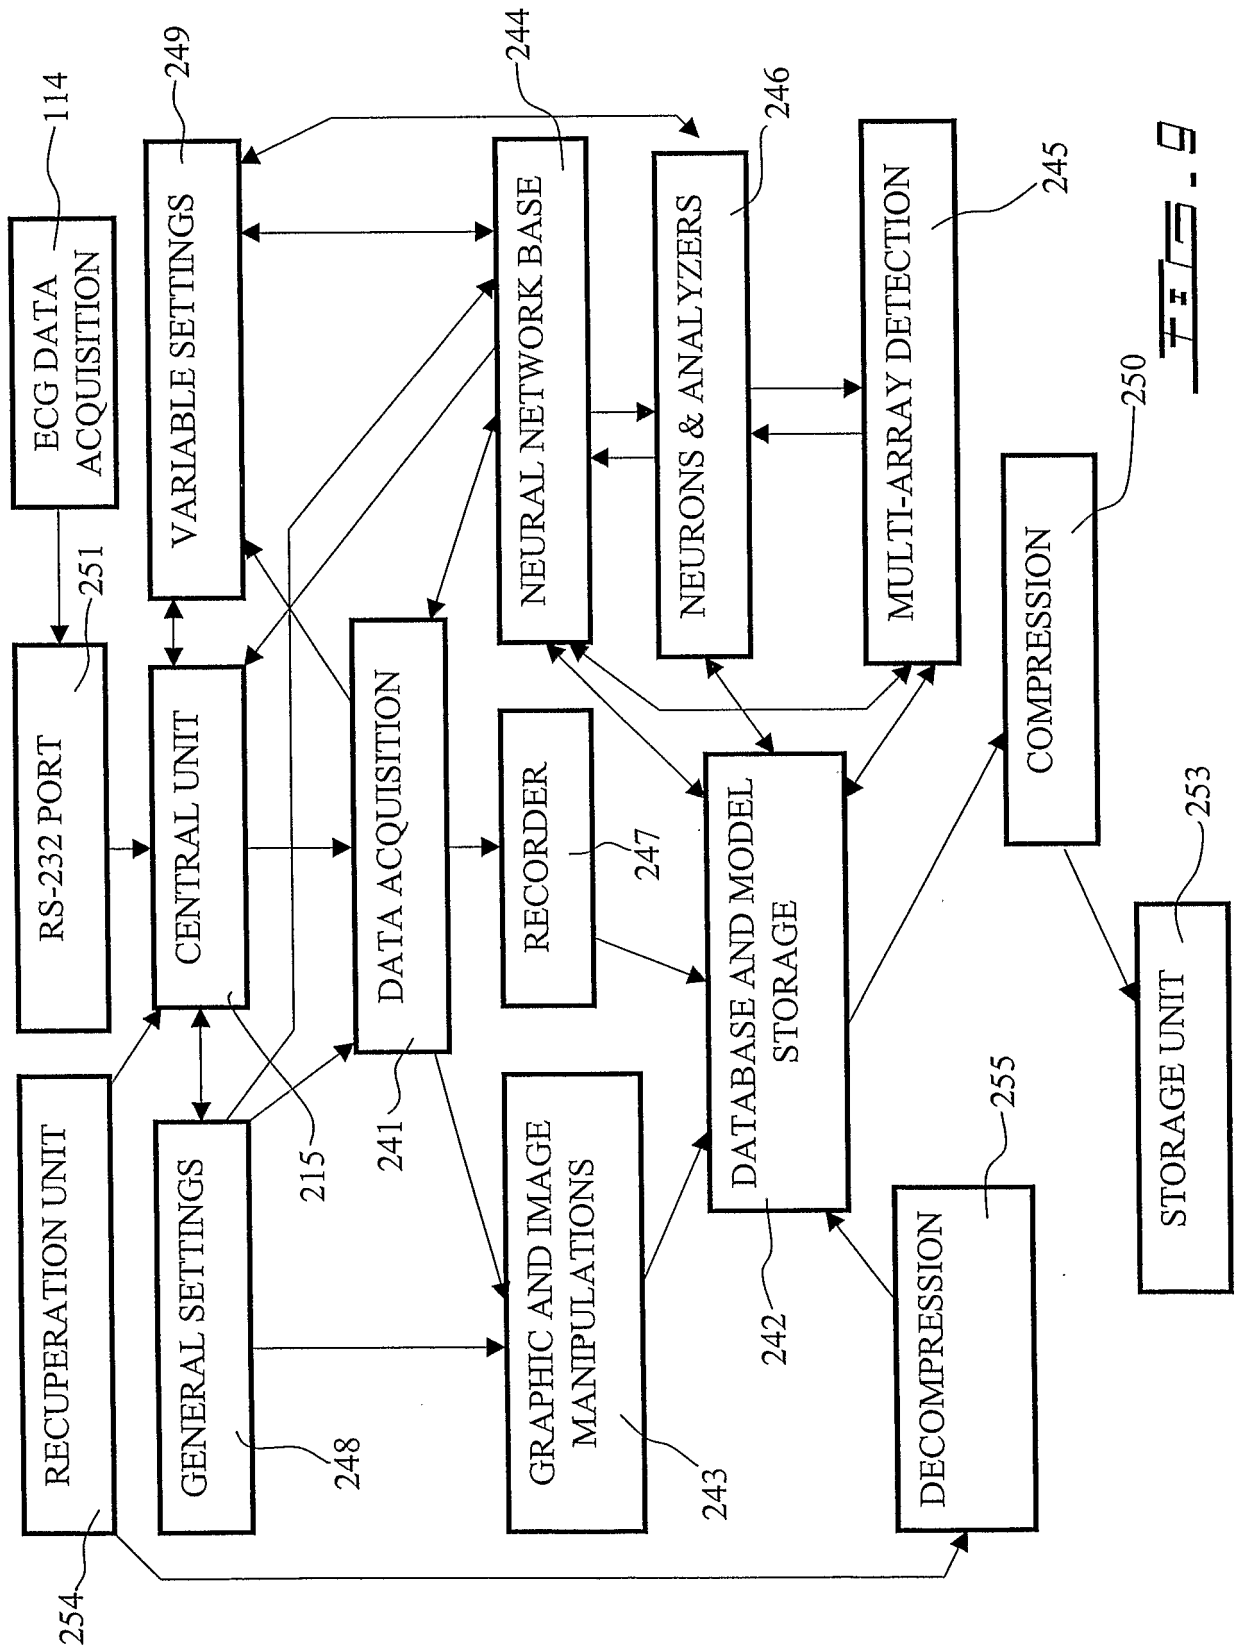 254
RECUPERATION UNIT
RS-232 PORT
251
ECG DATA
ACQUISITION
114
GENERAL SETTINGS
248
CENTRAL UNIT
215
VARIABLE SETTINGS
249
DATA ACQUISITION
241
GRAPHIC AND IMAGE
MANIPULATIONS
243
RECORDER
247
NEURAL NETWORK BASE
244
DATABASE AND MODEL
STORAGE
242
NEURONS & ANALYZERS
246
DECOMPRESSION
255
MULTI-ARRAY DETECTION
245
COMPRESSION
250
STORAGE UNIT
253
FIG-9